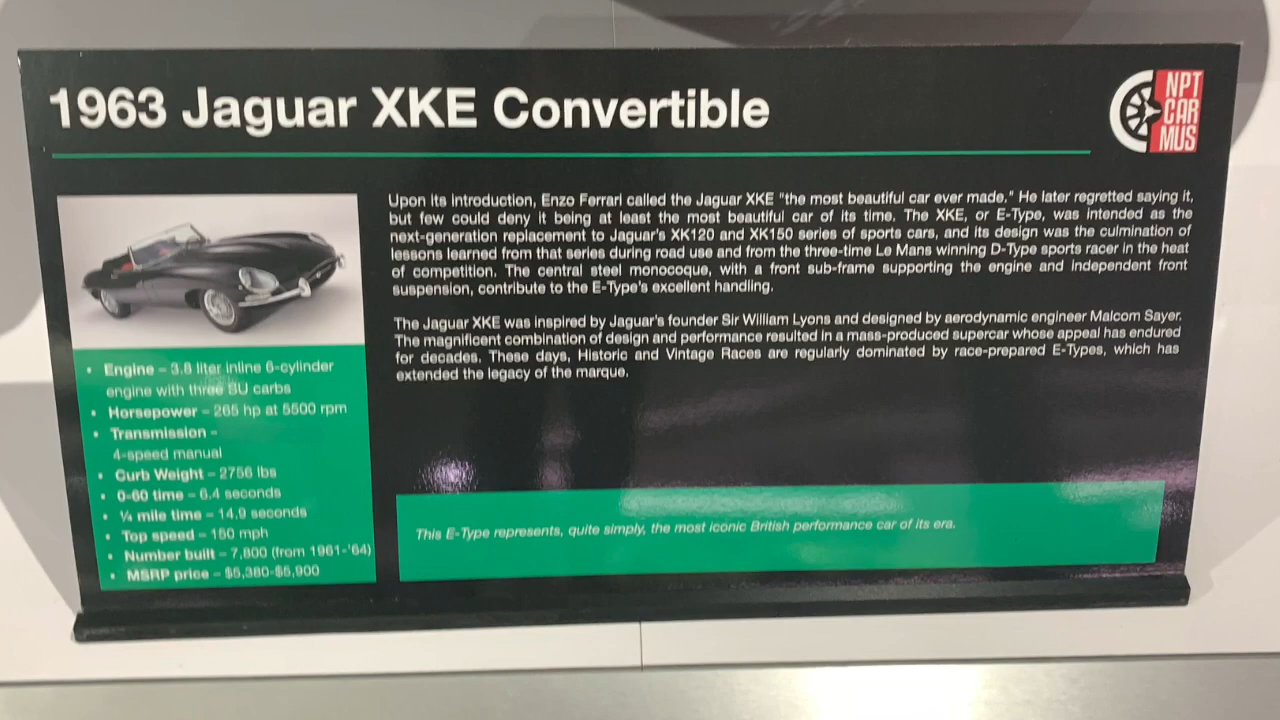 1963 Jaguar XKE Convertible
NPT
CAR
MUS
Upon its introduction, Enzo Ferrari called the Jaguar XKE "the most beautiful car ever made." He later regretted saying it,
but few could deny it being at least the most beautiful car of its time. The XKE, or E-Type, was intended as the
next-generation replacement to Jaguar's XK120 and XK150 series of sports cars, and its design was the culmination of
lessons learned from that series during road use and from the three-time Le Mans winning D-Type sports racer in the heat
of competition. The central steel monocoque, with a front sub-frame supporting the engine and independent front
suspension, contribute to the E-Type's excellent handling.
The Jaguar XKE was inspired by Jaguar's founder Sir William Lyons and designed by aerodynamic engineer Malcom Sayer.
The magnificent combination of design and performance resulted in a mass-produced supercar whose appeal has endured
for decades. These days, Historic and Vintage Races are regularly dominated by race-prepared E-Types, which has
extended the legacy of the marque.
• Engine – 3.8 liter inline 6-cylinder
engine with three SU carbs
• Horsepower – 265 hp at 5500 rpm
• Transmission –
4-speed manual
• Curb Weight – 2756 lbs
• 0-60 time – 6.4 seconds
• ¼ mile time – 14.9 seconds
• Top speed – 150 mph
• Number built – 7,800 (from 1961-'64)
• MSRP price – $5,380-$5,900
This E-Type represents, quite simply, the most iconic British performance car of its era.